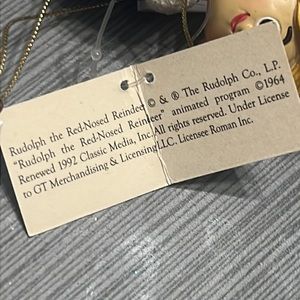 Rudolph the Red-Nosed Reindeer © & ® The Rudolph Co., L.P.
"Rudolph the Red-Nosed Reindeer" animated program ©1964
Renewed 1992 Classic Media, Inc. All rights reserved. Under License
to GT Merchandising & Licensing LLC. Licensee Roman Inc.